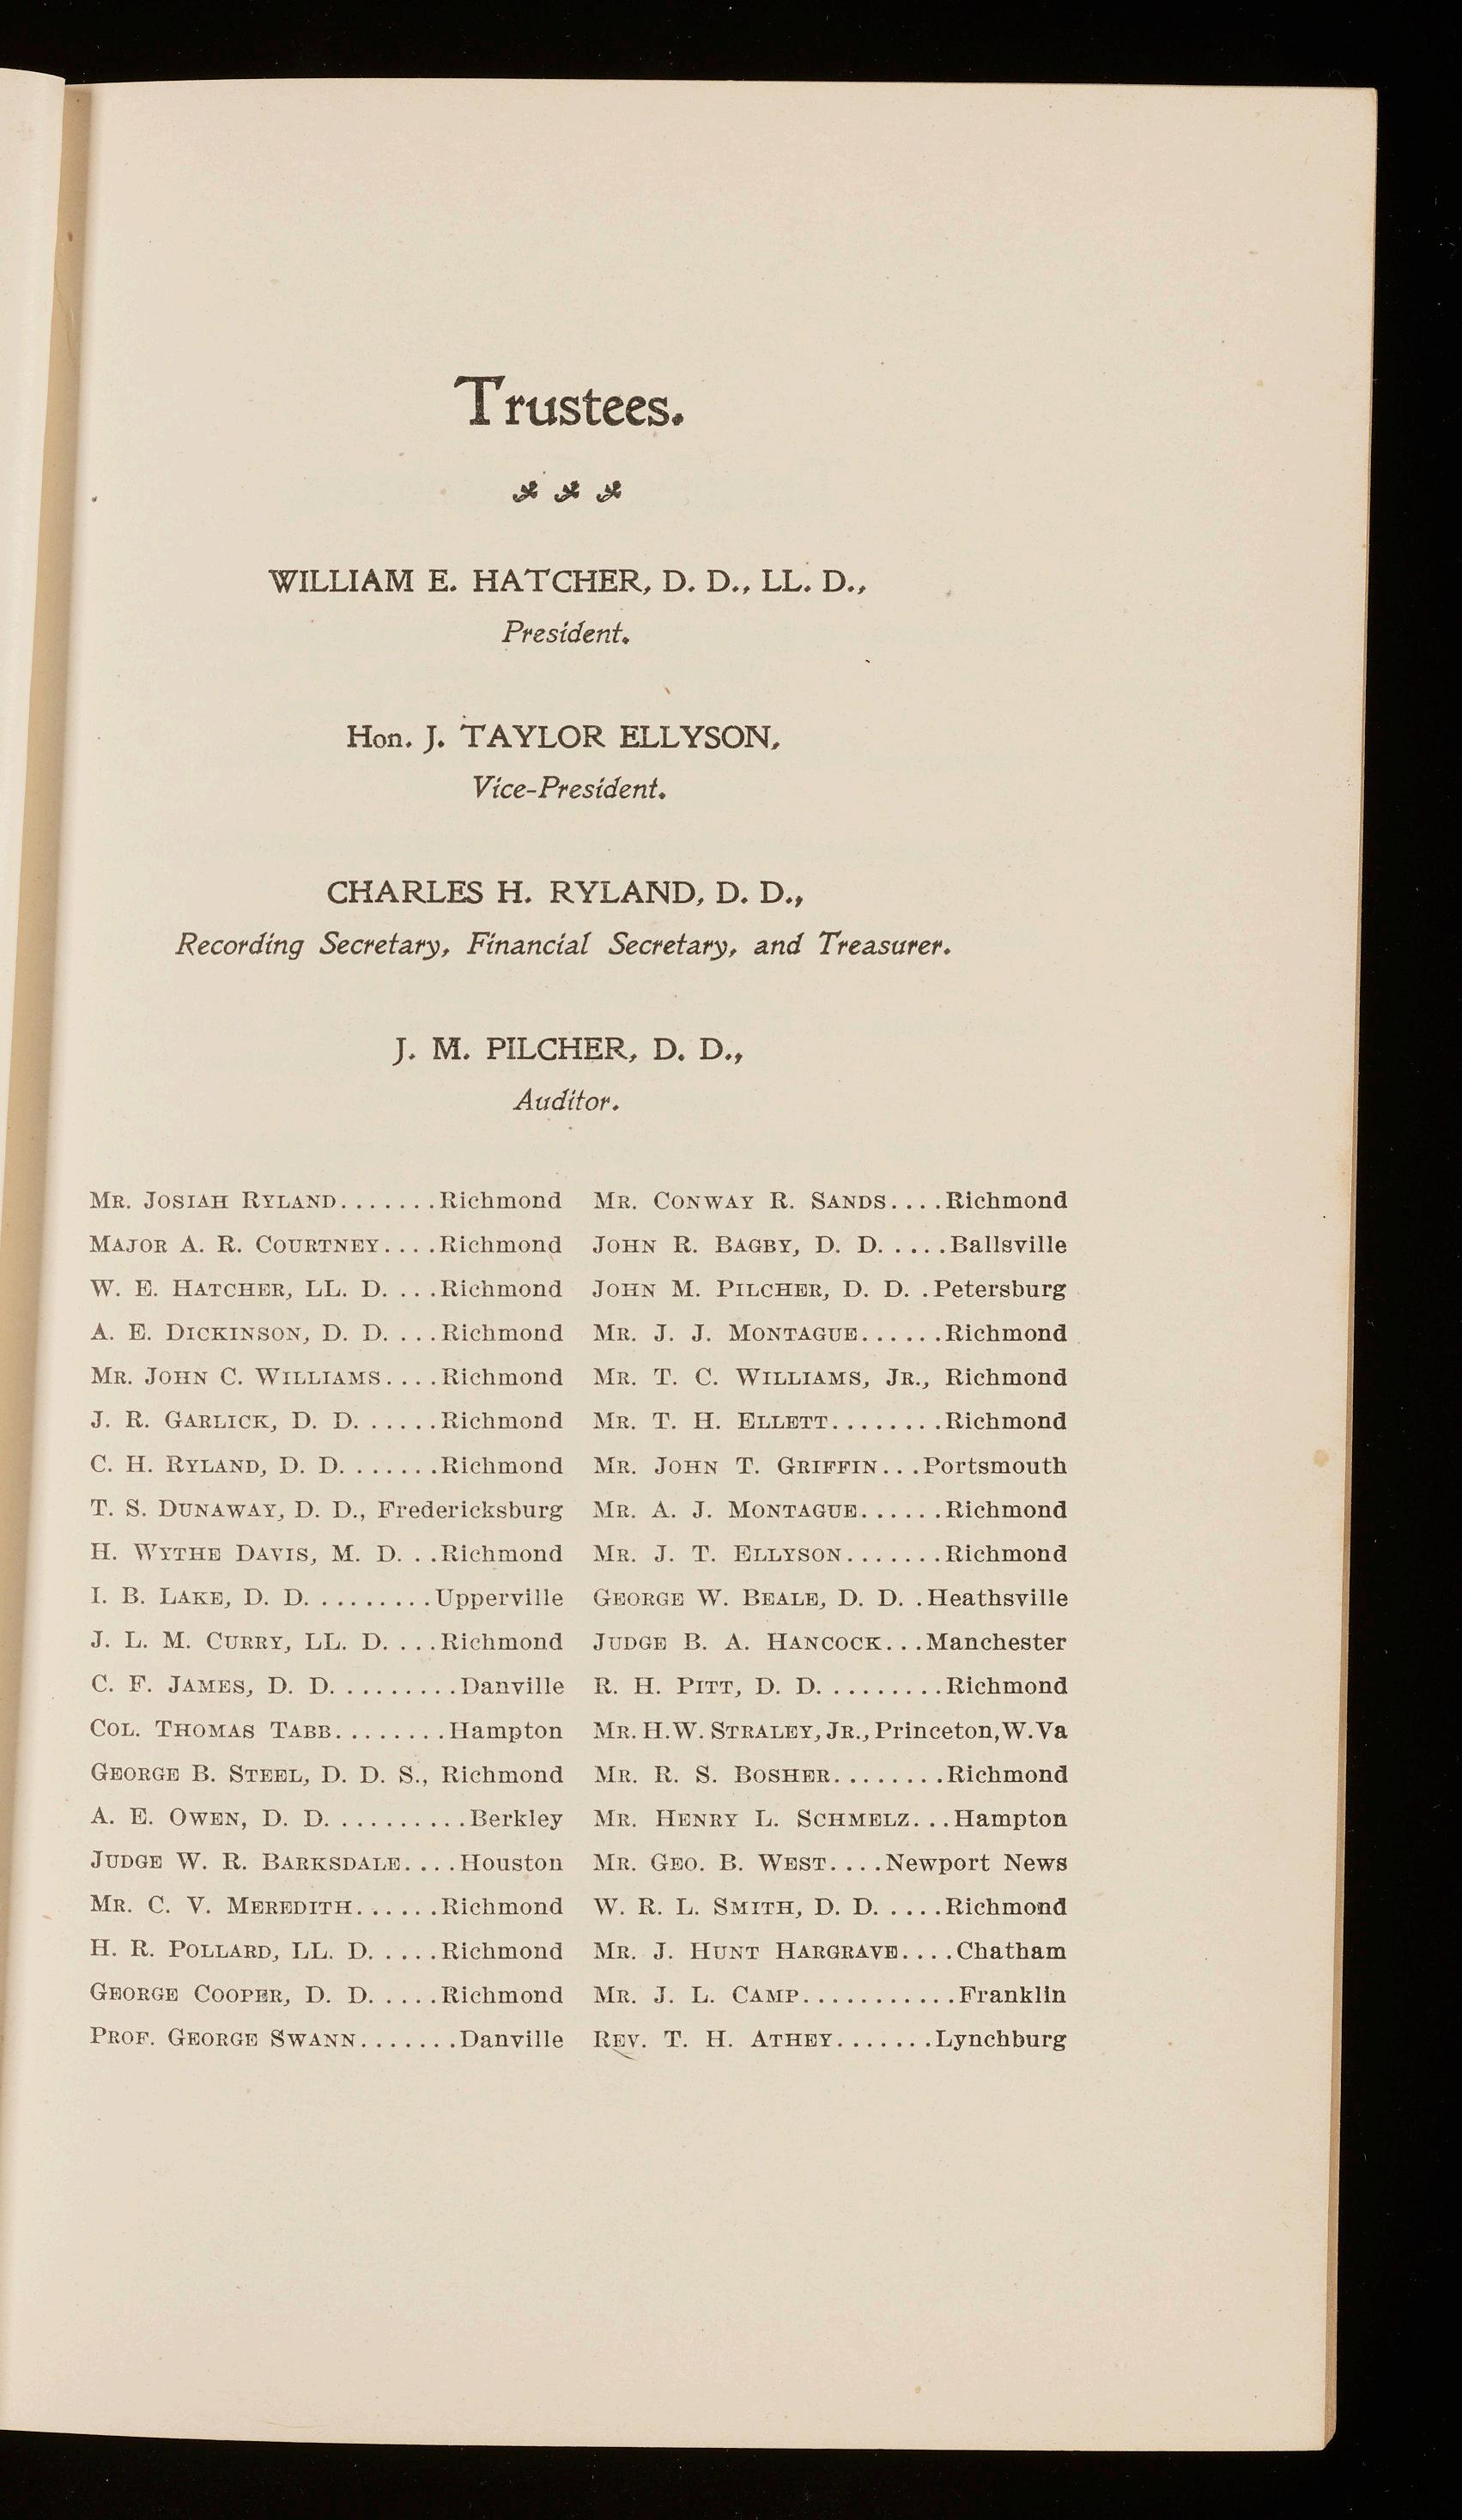 Trustees.
WILLIAM E. HATCHER, D. D., LL. D.,
President.
Hon. J. TAYLOR ELLYSON,
Vice-President.
CHARLES H. RYLAND, D. D.,
Recording Secretary, Financial Secretary, and Treasurer.
J. M. PILCHER, D. D.,
Auditor.
MR. JOSIAH RYLAND.......Richmond
MAJOR A. R. COURTNEY....Richmond
W. E. HATCHER, LL. D. ...Richmond
A. E. DICKINSON, D. D. ...Richmond
MR. JOHN C. WILLIAMS....Richmond
J. R. GARLICK, D. D. .....Richmond
C. H. RYLAND, D. D. ......Richmond
T. S. DUNAWAY, D. D., Fredericksburg
H. WYTHE DAVIS, M. D. ..Richmond
I. B. LAKE, D. D. ........Upperville
J. L. M. CURRY, LL. D. ...Richmond
C. F. JAMES, D. D. ........Danville
COL. THOMAS TABB........Hampton
GEORGE B. STEEL, D. D. S., Richmond
A. E. OWEN, D. D. .........Berkley
JUDGE W. R. BARKSDALE....Houston
MR. C. V. MEREDITH......Richmond
H. R. POLLARD, LL. D. ....Richmond
GEORGE COOPER, D. D. ....Richmond
PROF. GEORGE SWANN.......Danville
MR. CONWAY R. SANDS....Richmond
JOHN R. BAGBY, D. D. ....Ballsville
JOHN M. PILCHER, D. D. .Petersburg
MR. J. J. MONTAGUE......Richmond
MR. T. C. WILLIAMS, JR., Richmond
MR. T. H. ELLETT........Richmond
MR. JOHN T. GRIFFIN...Portsmouth
MR. A. J. MONTAGUE......Richmond
MR. J. T. ELLYSON.......Richmond
GEORGE W. BEALE, D. D. .Heathsville
JUDGE B. A. HANCOCK...Manchester
R. H. PITT, D. D. ........Richmond
MR. H.W. STRALEY, JR., Princeton, W. Va
MR. R. S. BOSHER........Richmond
MR. HENRY L. SCHMELZ...Hampton
MR. GEO. B. WEST....Newport News
W. R. L. SMITH, D. D. ....Richmond
MR. J. HUNT HARGRAVE....Chatham
MR. J. L. CAMP...........Franklin
REV. T. H. ATHEY.......Lynchburg